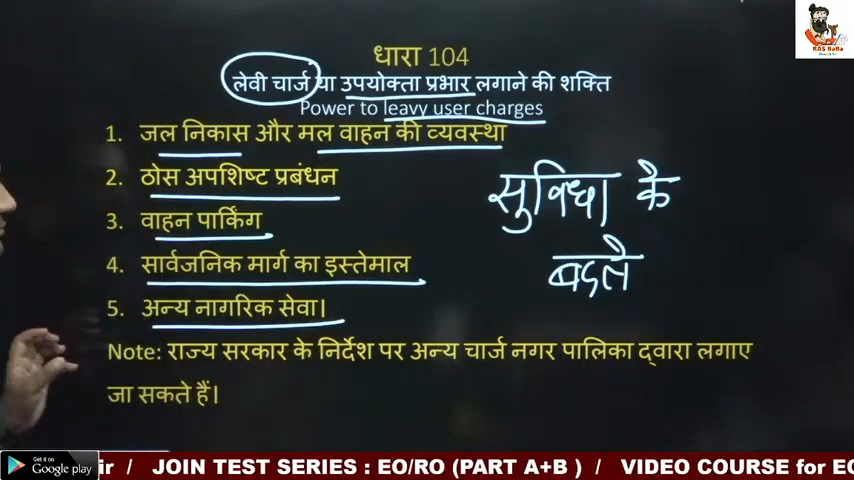 RAS BaBa
धारा 104
लेवी चार्ज या उपयोक्ता प्रभार लगाने की शक्ति
Power to leavy user charges
1. जल निकास और मल वाहन की व्यवस्था
2. ठोस अपशिष्ट प्रबंधन
3. वाहन पार्किंग
4. सार्वजनिक मार्ग का इस्तेमाल
5. अन्य नागरिक सेवा।
सुविधा के
बदले
Note: राज्य सरकार के निर्देश पर अन्य चार्ज नगर पालिका द्वारा लगाए
जा सकते हैं।
Get it on
Google play
ir / JOIN TEST SERIES : EO/RO (PART A+B ) / VIDEO COURSE for EO